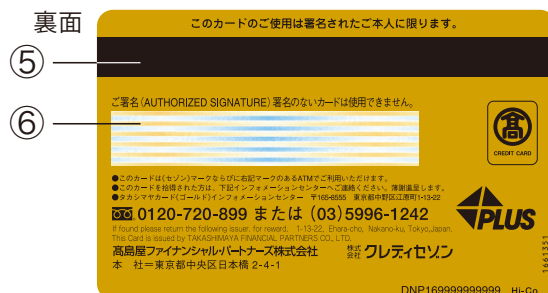 裏面
このカードのご使用は署名されたご本人に限ります。
⑤
ご署名(AUTHORIZED SIGNATURE)署名のないカードは使用できません。
⑥
髙
CREDIT CARD
●このカードは《セゾン》マークならびに右記マークのあるATMでご利用いただけます。
●このカードを拾得された方は、下記インフォメーションセンターへご連絡ください。薄謝進呈します。
●タカシマヤカード《ゴールド》インフォメーションセンター 〒165-8555 東京都中野区江原町1-13-22
0120-720-899 または (03)5996-1242
PLUS
If found please return the following issuer. for reward. 1-13-22, Ehara-cho, Nakano-ku, Tokyo,Japan.
This Card is issued by TAKASHIMAYA FINANCIAL PARTNERS CO., LTD.
髙島屋ファイナンシャル・パートナーズ株式会社 株式会社 クレディセゾン
本 社=東京都中央区日本橋 2-4-1
1661351
DNP169999999999 Hi-Co